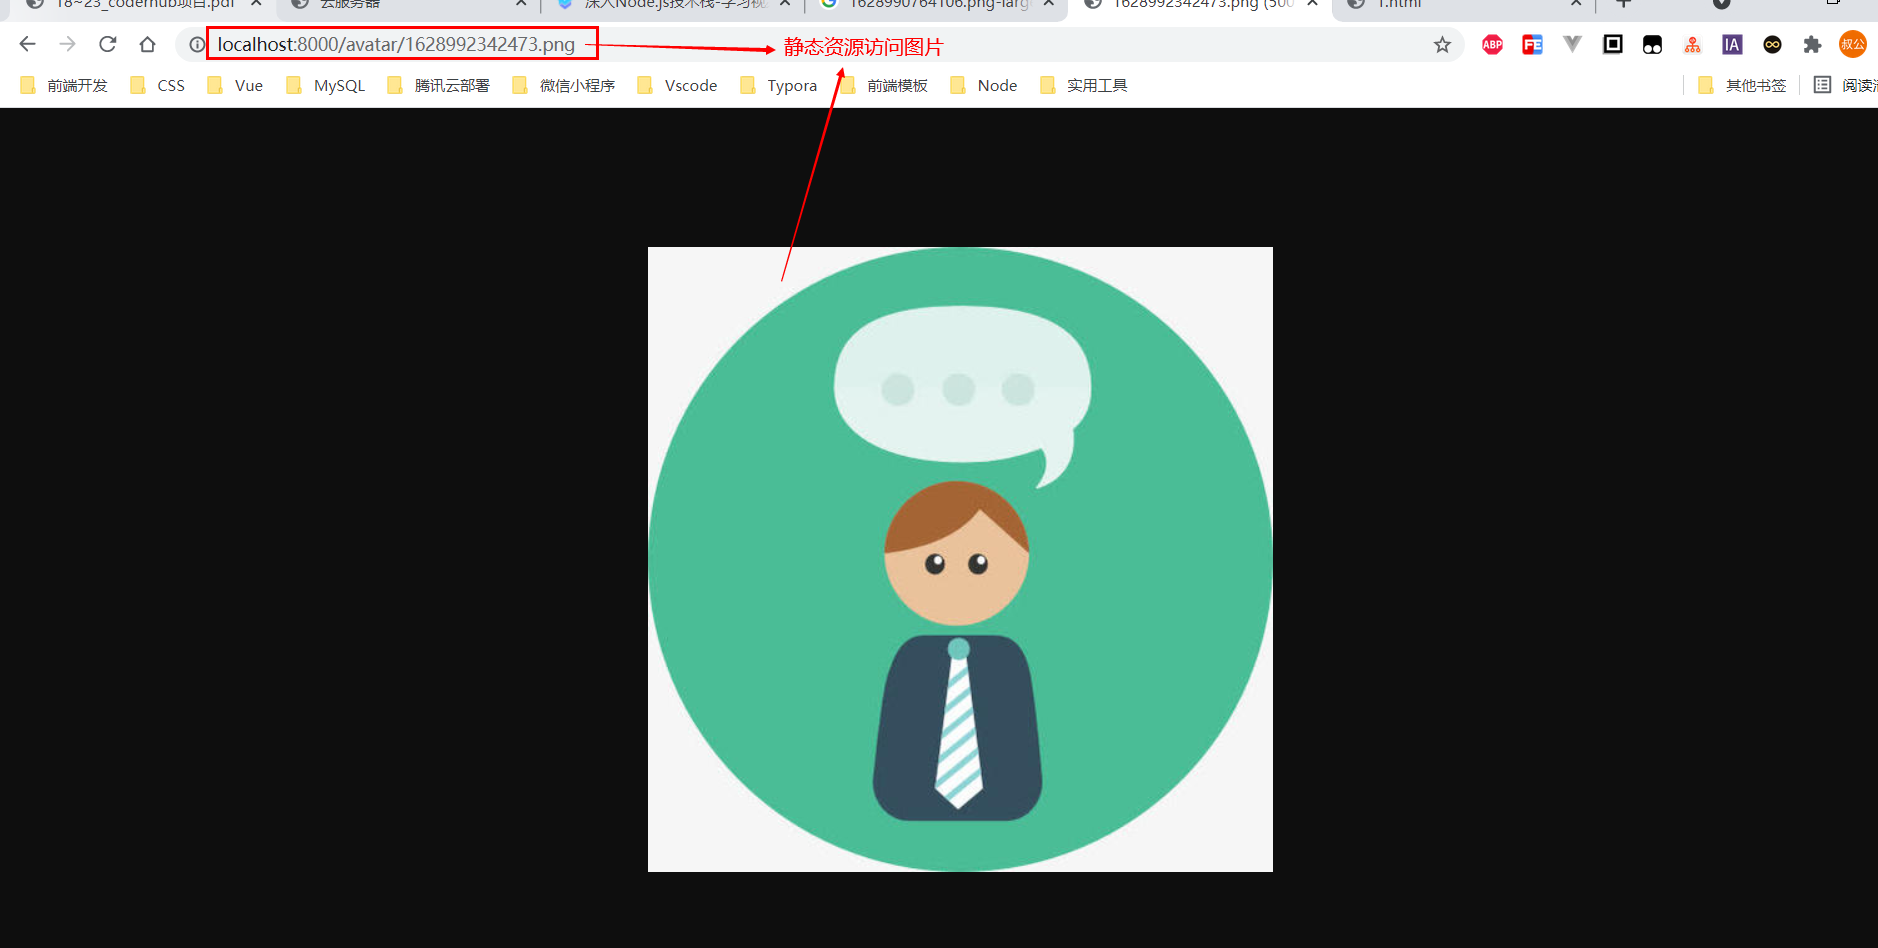 18~23_coderhub项目.pdf
云服务器
深入Node.js技术栈-学习视
1628990764106.png-larg
1628992342473.png (500
1.html
localhost:8000/avatar/1628992342473.png
静态资源访问图片
ABP
FE
IA
叔公
前端开发
CSS
Vue
MySQL
腾讯云部署
微信小程序
Vscode
Typora
前端模板
Node
实用工具
其他书签
阅读清